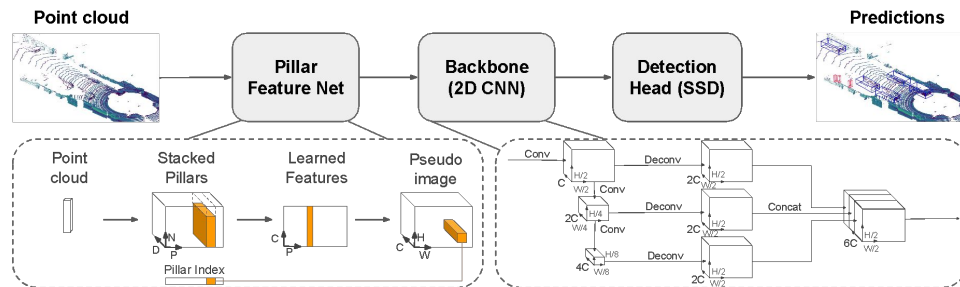 Point cloud
Predictions
Pillar
Feature Net
Backbone
(2D CNN)
Detection
Head (SSD)
Point
cloud
Stacked
Pillars
Learned
Features
Pseudo
image
N
D
P
C
P
H
C
W
Pillar Index
Conv
H/2
W/2
C
Deconv
H/2
W/2
2C
Conv
H/4
W/4
2C
Deconv
H/2
W/2
2C
Concat
Conv
H/8
W/8
4C
Deconv
H/2
W/2
2C
H/2
W/2
6C